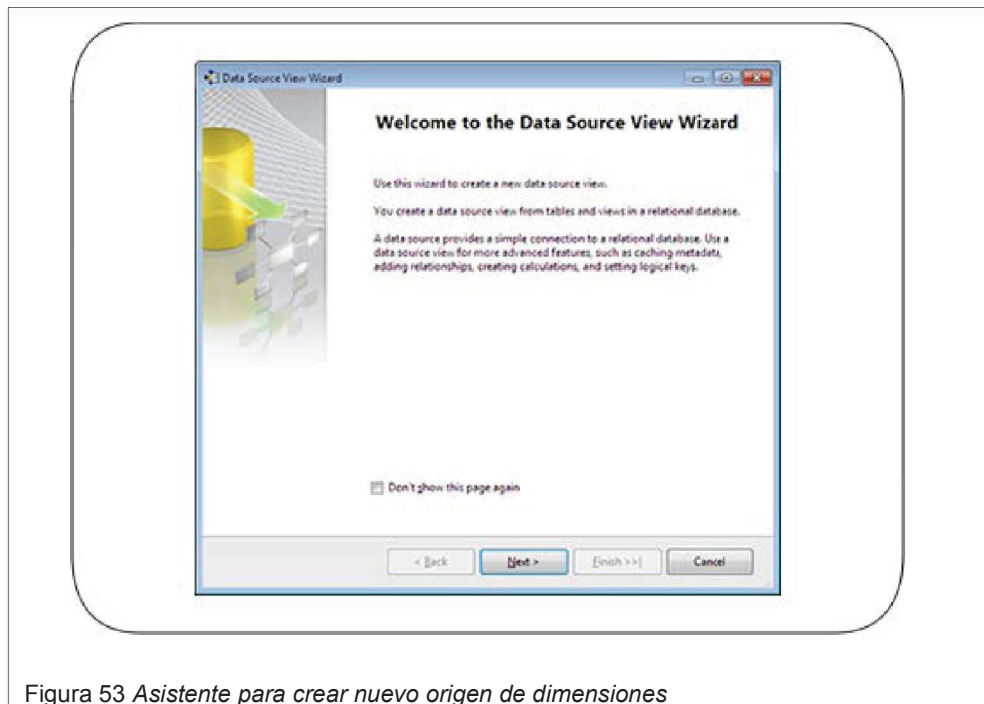 Data Source View Wizard
Welcome to the Data Source View Wizard
Use this wizard to create a new data source view.
You create a data source view from tables and views in a relational database.
A data source provides a simple connection to a relational database. Use a
data source view for more advanced features, such as caching metadata,
adding relationships, creating calculations, and setting logical keys.
Don't show this page again
< Back Next > Finish >>| Cancel
Figura 53 Asistente para crear nuevo origen de dimensiones